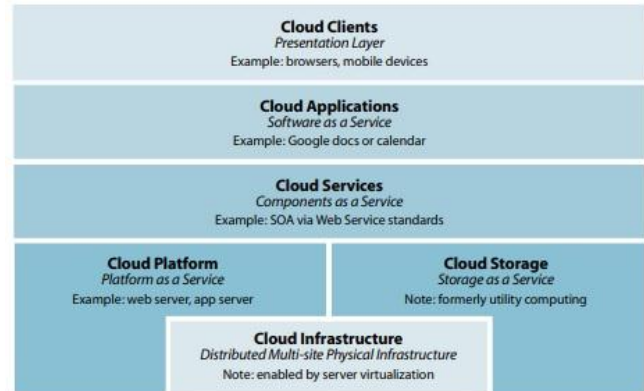 Cloud Clients
Presentation Layer
Example: browsers, mobile devices
Cloud Applications
Software as a Service
Example: Google docs or calendar
Cloud Services
Components as a Service
Example: SOA via Web Service standards
Cloud Platform
Platform as a Service
Example: web server, app server
Cloud Storage
Storage as a Service
Note: formerly utility computing
Cloud Infrastructure
Distributed Multi-site Physical Infrastructure
Note: enabled by server virtualization